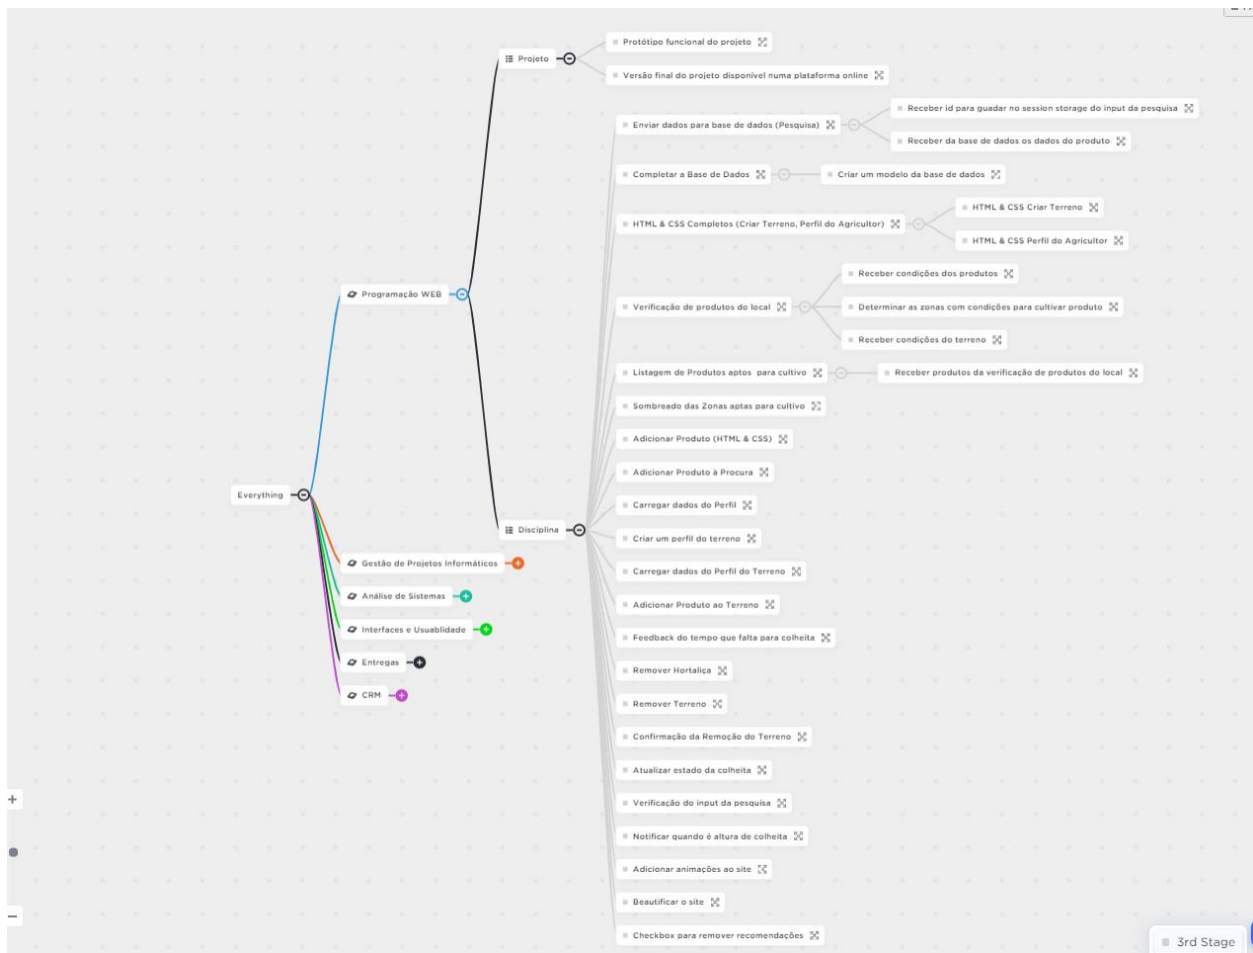 Projeto
Protótipo funcional do projeto
Versão final do projeto disponível numa plataforma online
Enviar dados para base de dados (Pesquisa)
Receber id para guadar no session storage do input da pesquisa
Receber da base de dados os dados do produto
Completar a Base de Dados
Criar um modelo da base de dados
HTML & CSS Completos (Criar Terreno, Perfil do Agricultor)
HTML & CSS Criar Terreno
HTML & CSS Perfil do Agricultor
Programação WEB
Verificação de produtos do local
Receber condições dos produtos
Determinar as zonas com condições para cultivar produto
Receber condições do terreno
Listagem de Produtos aptos para cultivo
Receber produtos da verificação de produtos do local
Sombreado das Zonas aptas para cultivo
Adicionar Produto (HTML & CSS)
Adicionar Produto à Procura
Everything
Carregar dados do Perfil
Disciplina
Criar um perfil do terreno
Gestão de Projetos Informáticos
Carregar dados do Perfil do Terreno
Análise de Sistemas
Adicionar Produto ao Terreno
Interfaces e Usuablidade
Feedback do tempo que falta para colheita
Entregas
Remover Hortaliça
CRM
Remover Terreno
Confirmação da Remoção do Terreno
Atualizar estado da colheita
Verificação do input da pesquisa
Notificar quando é altura de colheita
Adicionar animações ao site
Beautificar o site
Checkbox para remover recomendações
3rd Stage